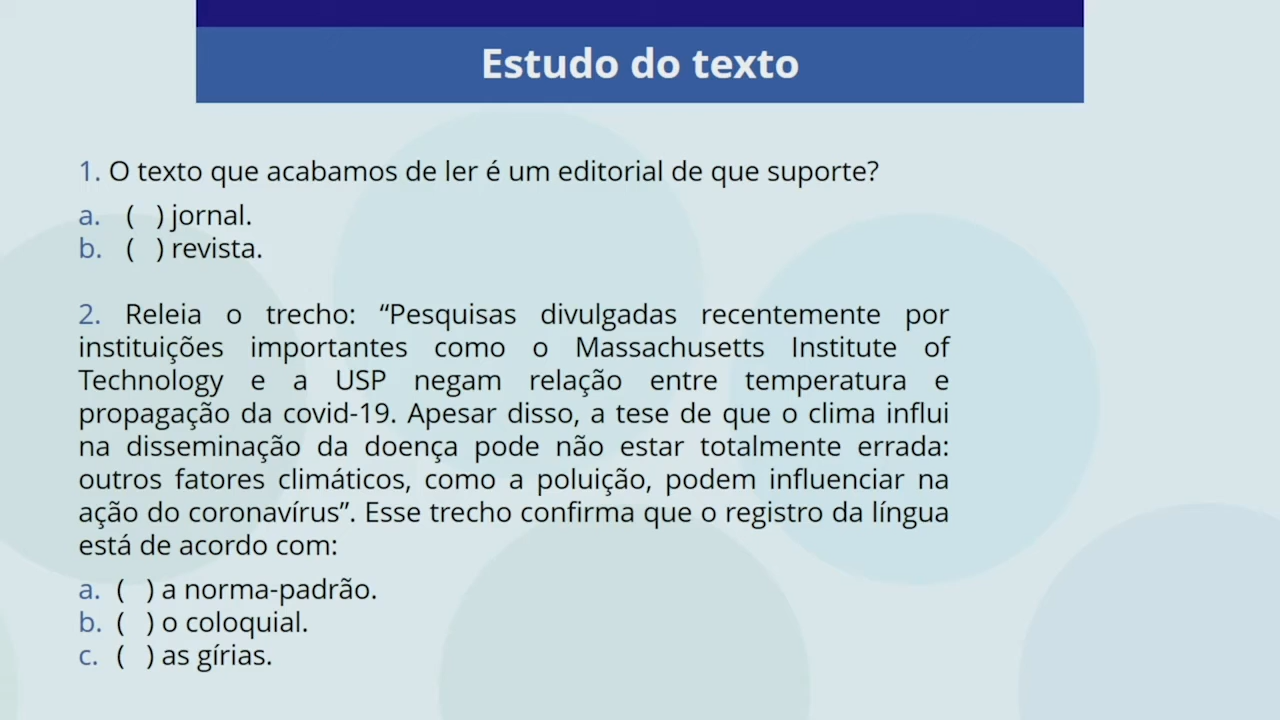 Estudo do texto
1. O texto que acabamos de ler é um editorial de que suporte?
a. ( ) jornal.
b. ( ) revista.
2. Releia o trecho: “Pesquisas divulgadas recentemente por
instituições importantes como o Massachusetts Institute of
Technology e a USP negam relação entre temperatura e
propagação da covid-19. Apesar disso, a tese de que o clima influi
na disseminação da doença pode não estar totalmente errada:
outros fatores climáticos, como a poluição, podem influenciar na
ação do coronavírus”. Esse trecho confirma que o registro da língua
está de acordo com:
a. ( ) a norma-padrão.
b. ( ) o coloquial.
c. ( ) as gírias.